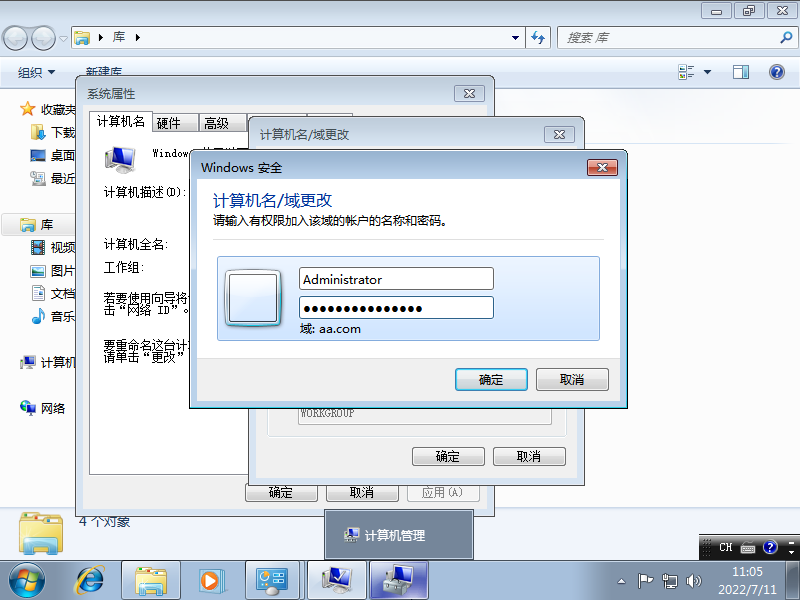 库
搜索 库
组织
新建库
收藏夹
下载
桌面
最近
库
视频
图片
文档
音乐
计算机
网络
4 个对象
系统属性
计算机名
硬件
高级
Window
计算机描述(D):
计算机全名:
工作组:
若要使用向导将
击“网络 ID”。
要重命名这台计算
请单击“更改”
确定
取消
应用(A)
计算机名/域更改
WORKGROUP
确定
取消
Windows 安全
计算机名/域更改
请输入有权限加入该域的帐户的名称和密码。
Administrator
●●●●●●●●●●●●●●●
域: aa.com
确定
取消
计算机管理
CH
11:05
2022/7/11